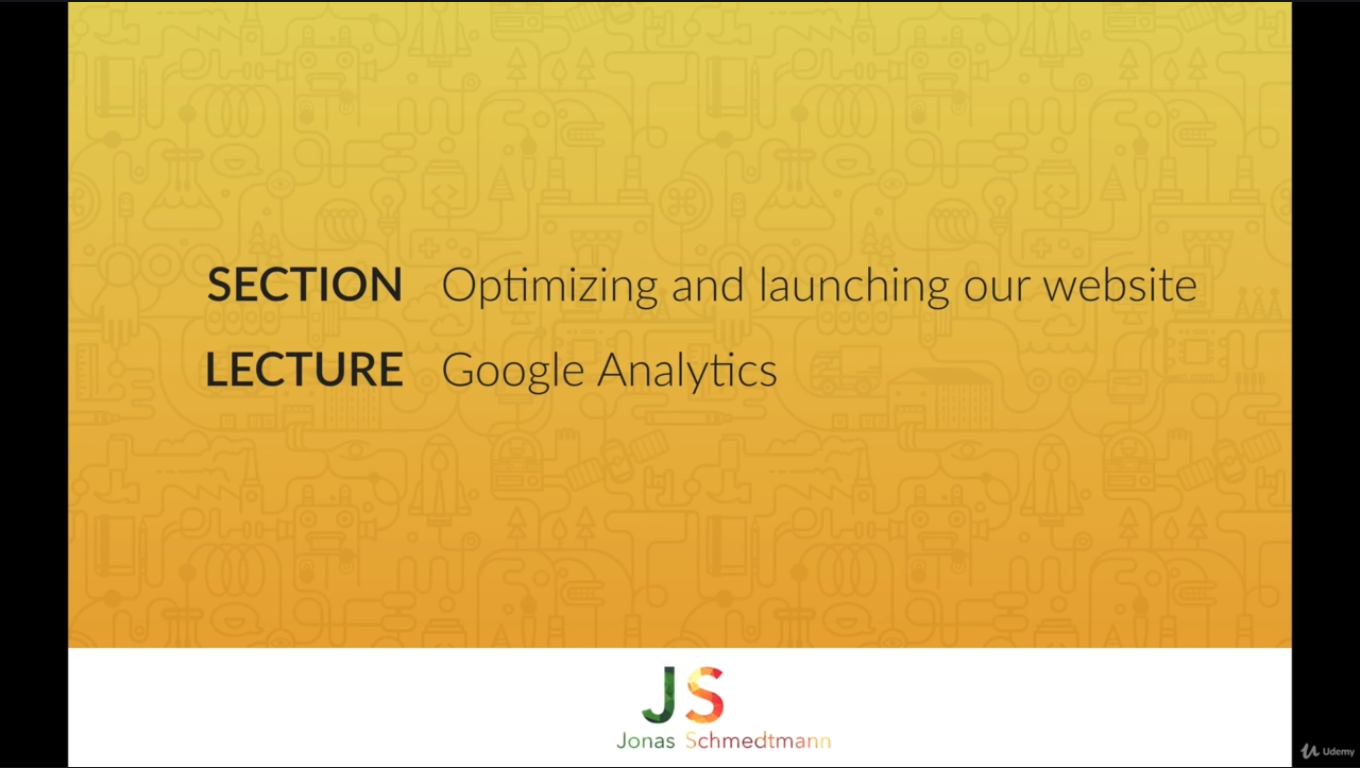 SECTION Optimizing and launching our website
LECTURE Google Analytics
JS
Jonas Schmedtmann
Udemy